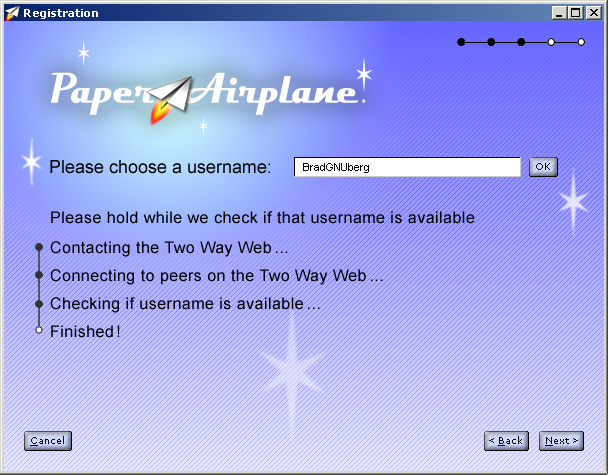 Registration
Paper Airplane
Please choose a username: BradGNUberg OK
Please hold while we check if that username is available
Contacting the Two Way Web ...
Connecting to peers on the Two Way Web ...
Checking if username is available ...
Finished!
Cancel < Back Next >